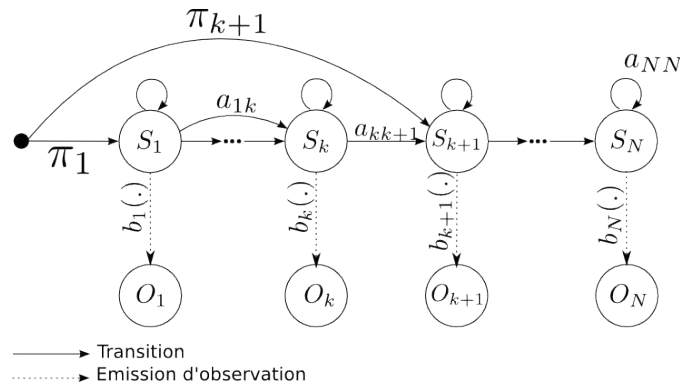 π_{k+1}
a_{NN}
a_{1k}
S_1 ••• S_k a_{kk+1} S_{k+1} ••• S_N
π_1
b_1(.) b_k(.) b_{k+1}(.) b_N(.)
O_1 O_k O_{k+1} O_N
Transition
Emission d'observation